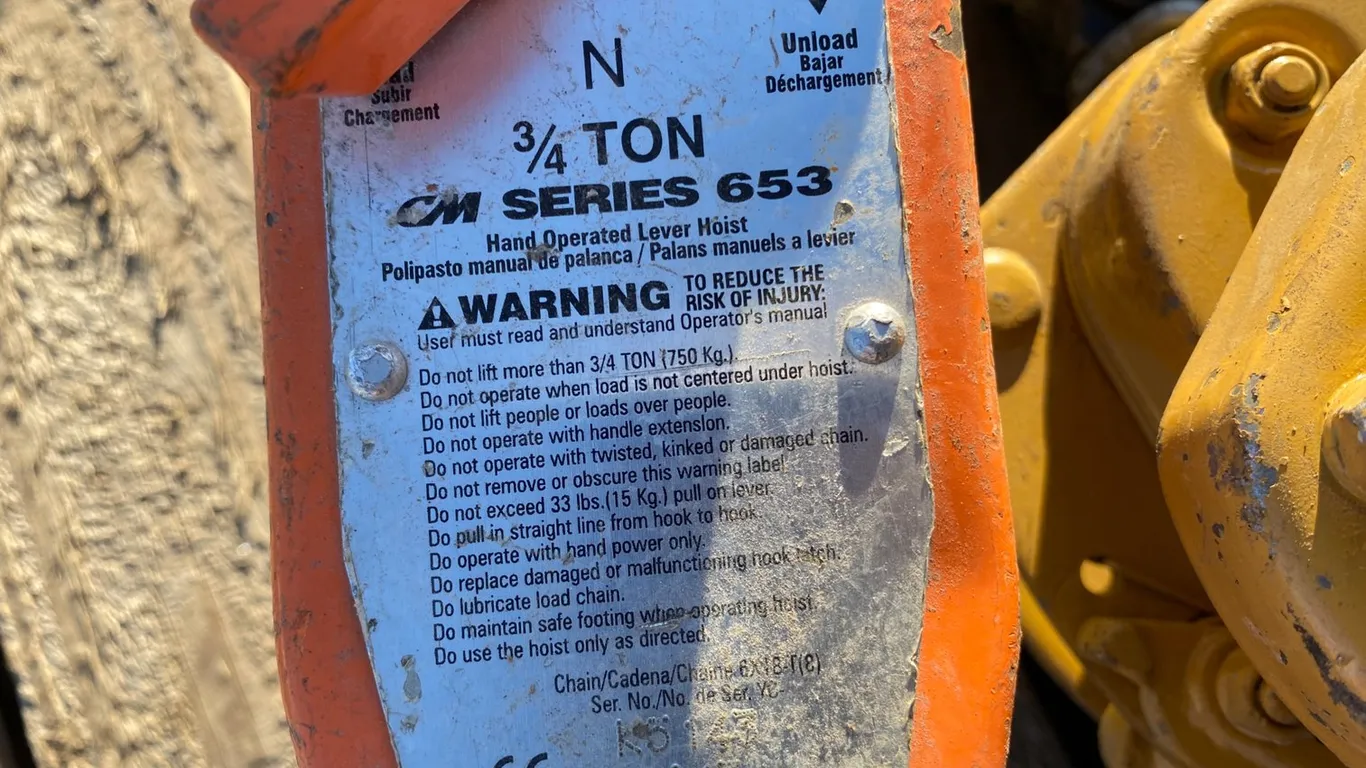 N
Unload
Subir
Bajar
Chargement
Déchargement
3/4 TON
CM SERIES 653
Hand Operated Lever Hoist
Polipasto manual de palanca / Palans manuels a levier
WARNING TO REDUCE THE
RISK OF INJURY:
User must read and understand Operator's manual
Do not lift more than 3/4 TON (750 Kg.).
Do not operate when load is not centered under hoist.
Do not lift people or loads over people.
Do not operate with handle extension.
Do not operate with twisted, kinked or damaged chain.
Do not remove or obscure this warning label.
Do not exceed 33 lbs.(15 Kg.) pull on lever.
Do pull in straight line from hook to hook.
Do operate with hand power only.
Do replace damaged or malfunctioning hook latch.
Do lubricate load chain.
Do maintain safe footing when operating hoist.
Do use the hoist only as directed.
Chain/Cadena/Chaine 6X18-T(8)
Ser. No./No. de Ser. YC-